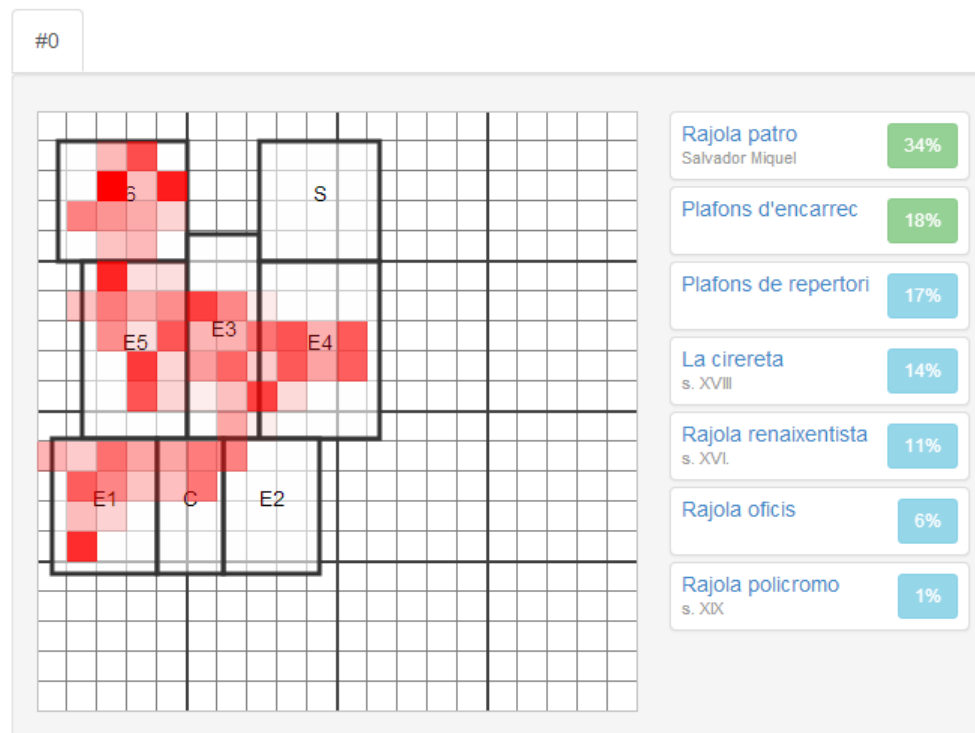 #0
6
S
E3
E5
E4
E1
C
E2
Rajola patro
Salvador Miquel
34%
Plafons d'encarrec
18%
Plafons de repertori
17%
La cirereta
s. XVIII
14%
Rajola renaixentista
s. XVI.
11%
Rajola oficis
6%
Rajola policromo
s. XIX
1%